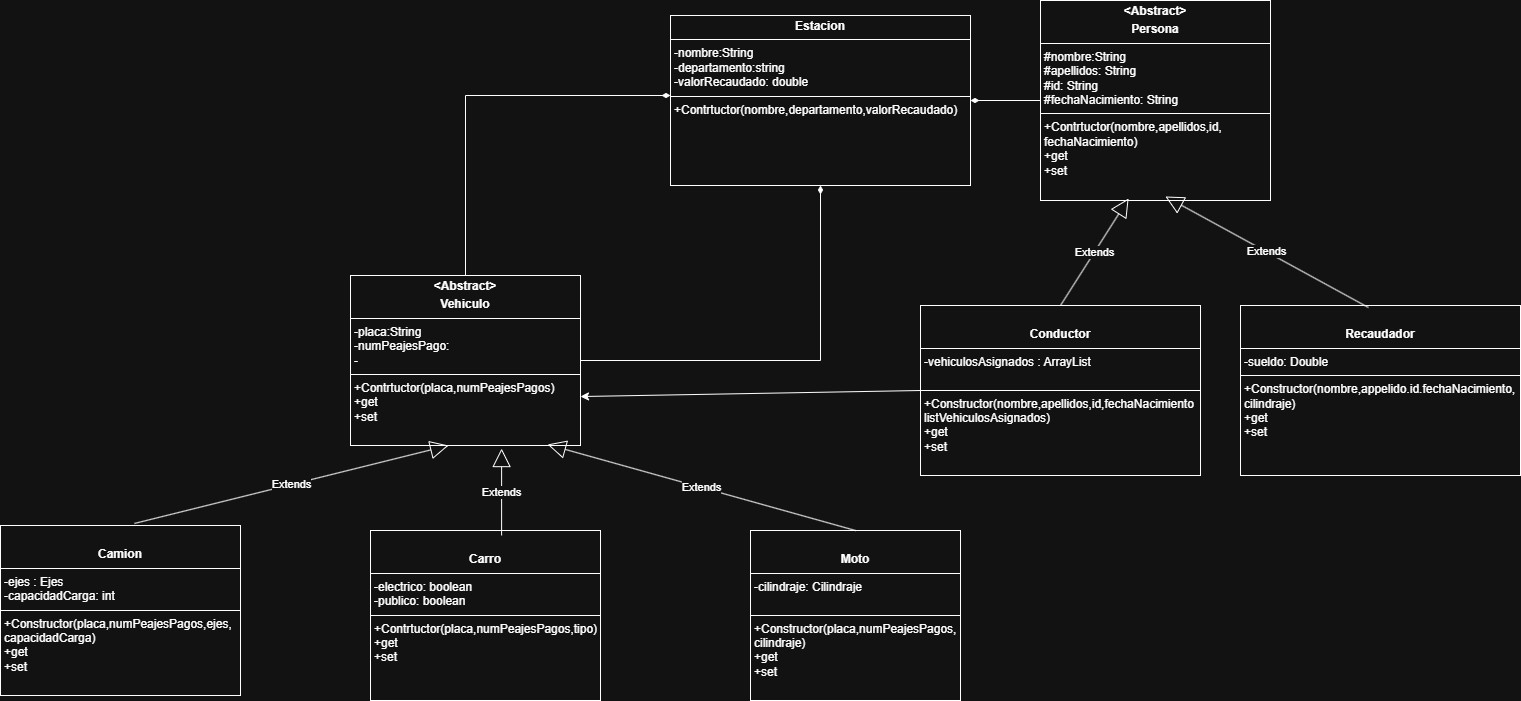 Estacion
-nombre:String
-departamento:string
-valorRecaudado: double
+Contrtuctor(nombre,departamento,valorRecaudado)
<Abstract>
Persona
#nombre:String
#apellidos: String
#id: String
#fechaNacimiento: String
+Contrtuctor(nombre,apellidos,id,
fechaNacimiento)
+get
+set
Extends
Extends
<Abstract>
Vehiculo
-placa:String
-numPeajesPago:
-
+Contrtuctor(placa,numPeajesPagos)
+get
+set
Conductor
-vehiculosAsignados : ArrayList
+Constructor(nombre,apellidos,id,fechaNacimiento
listVehiculosAsignados)
+get
+set
Recaudador
-sueldo: Double
+Constructor(nombre,appelido.id.fechaNacimiento,
cilindraje)
+get
+set
Extends
Extends
Extends
Camion
-ejes : Ejes
-capacidadCarga: int
+Constructor(placa,numPeajesPagos,ejes,
capacidadCarga)
+get
+set
Carro
-electrico: boolean
-publico: boolean
+Contrtuctor(placa,numPeajesPagos,tipo)
+get
+set
Moto
-cilindraje: Cilindraje
+Constructor(placa,numPeajesPagos,
cilindraje)
+get
+set